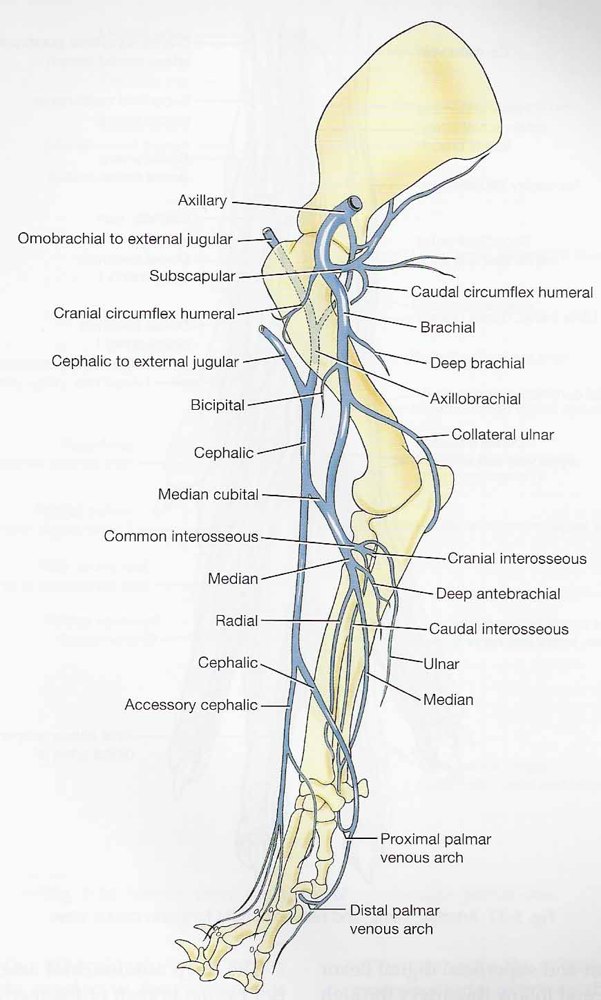 Axillary
Omobrachial to external jugular
Subscapular
Caudal circumflex humeral
Cranial circumflex humeral
Brachial
Cephalic to external jugular
Deep brachial
Bicipital
Axillobrachial
Collateral ulnar
Cephalic
Median cubital
Common interosseous
Cranial interosseous
Median
Deep antebrachial
Radial
Caudal interosseous
Cephalic
Ulnar
Median
Accessory cephalic
Proximal palmar
venous arch
Distal palmar
venous arch